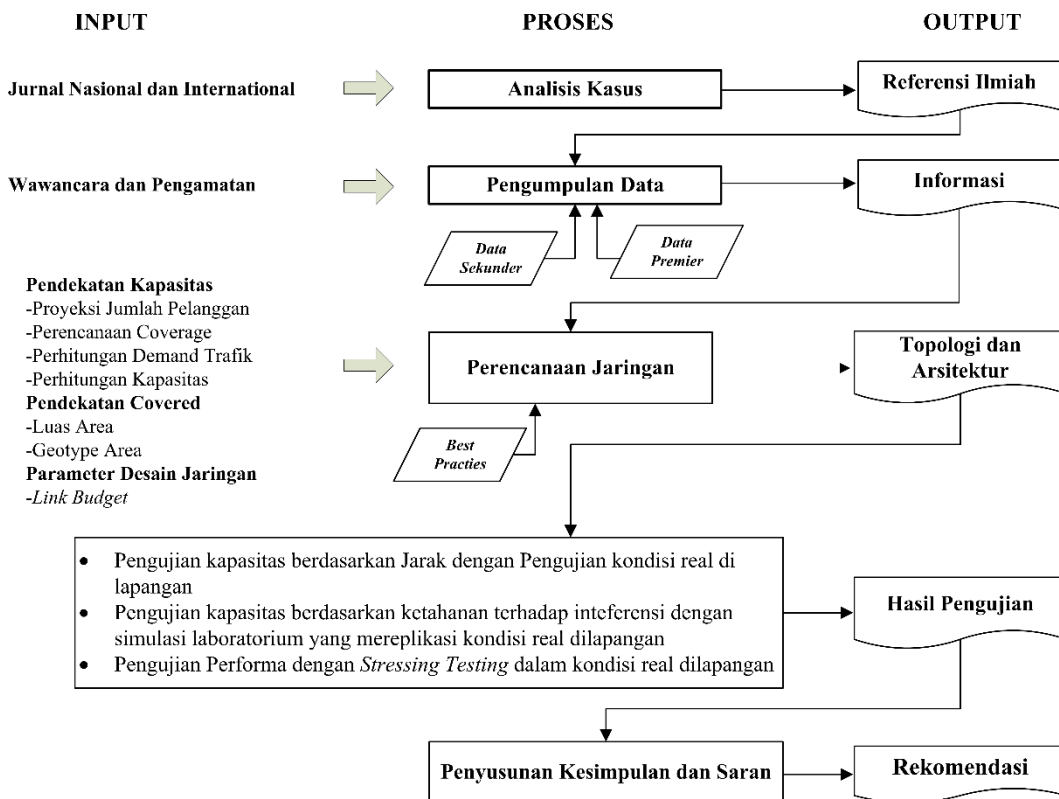 INPUT
PROSES
OUTPUT
Jurnal Nasional dan International
Analisis Kasus
Referensi Ilmiah
Wawancara dan Pengamatan
Pengumpulan Data
Informasi
Data
Sekunder
Data
Premier
Pendekatan Kapasitas
-Proyeksi Jumlah Pelanggan
-Perencanaan Coverage
-Perhitungan Demand Trafik
-Perhitungan Kapasitas
Pendekatan Covered
-Luas Area
-Geotype Area
Parameter Desain Jaringan
-Link Budget
Perencanaan Jaringan
Topologi dan
Arsitektur
Best
Practies
• Pengujian kapasitas berdasarkan Jarak dengan Pengujian kondisi real di
lapangan
• Pengujian kapasitas berdasarkan ketahanan terhadap inteferensi dengan
simulasi laboratorium yang mereplikasi kondisi real dilapangan
• Pengujian Performa dengan Stressing Testing dalam kondisi real dilapangan
Hasil Pengujian
Penyusunan Kesimpulan dan Saran
Rekomendasi